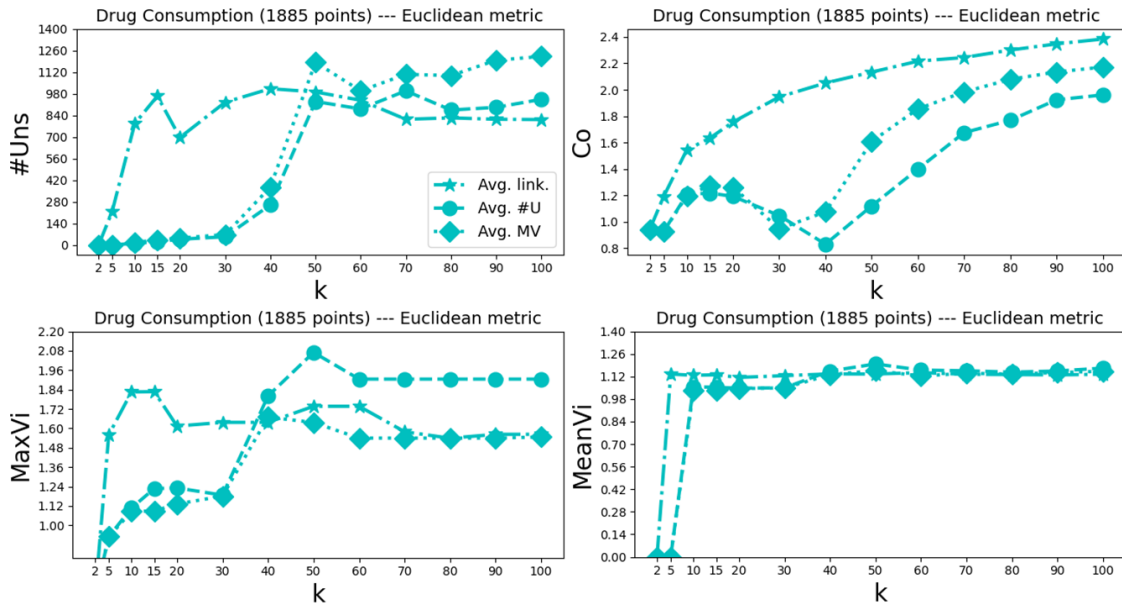 Drug Consumption (1885 points) --- Euclidean metric
#Uns
1400
1260
1120
980
840
700
560
420
280
140
0
Avg. link.
Avg. #U
Avg. MV
2 5 10 15 20 30 40 50 60 70 80 90 100
k
Drug Consumption (1885 points) --- Euclidean metric
Co
2.4
2.2
2.0
1.8
1.6
1.4
1.2
1.0
0.8
2 5 10 15 20 30 40 50 60 70 80 90 100
k
Drug Consumption (1885 points) --- Euclidean metric
MaxVi
2.20
2.08
1.96
1.84
1.72
1.60
1.48
1.36
1.24
1.12
1.00
2 5 10 15 20 30 40 50 60 70 80 90 100
k
Drug Consumption (1885 points) --- Euclidean metric
MeanVi
1.40
1.26
1.12
0.98
0.84
0.70
0.56
0.42
0.28
0.14
0.00
2 5 10 15 20 30 40 50 60 70 80 90 100
k